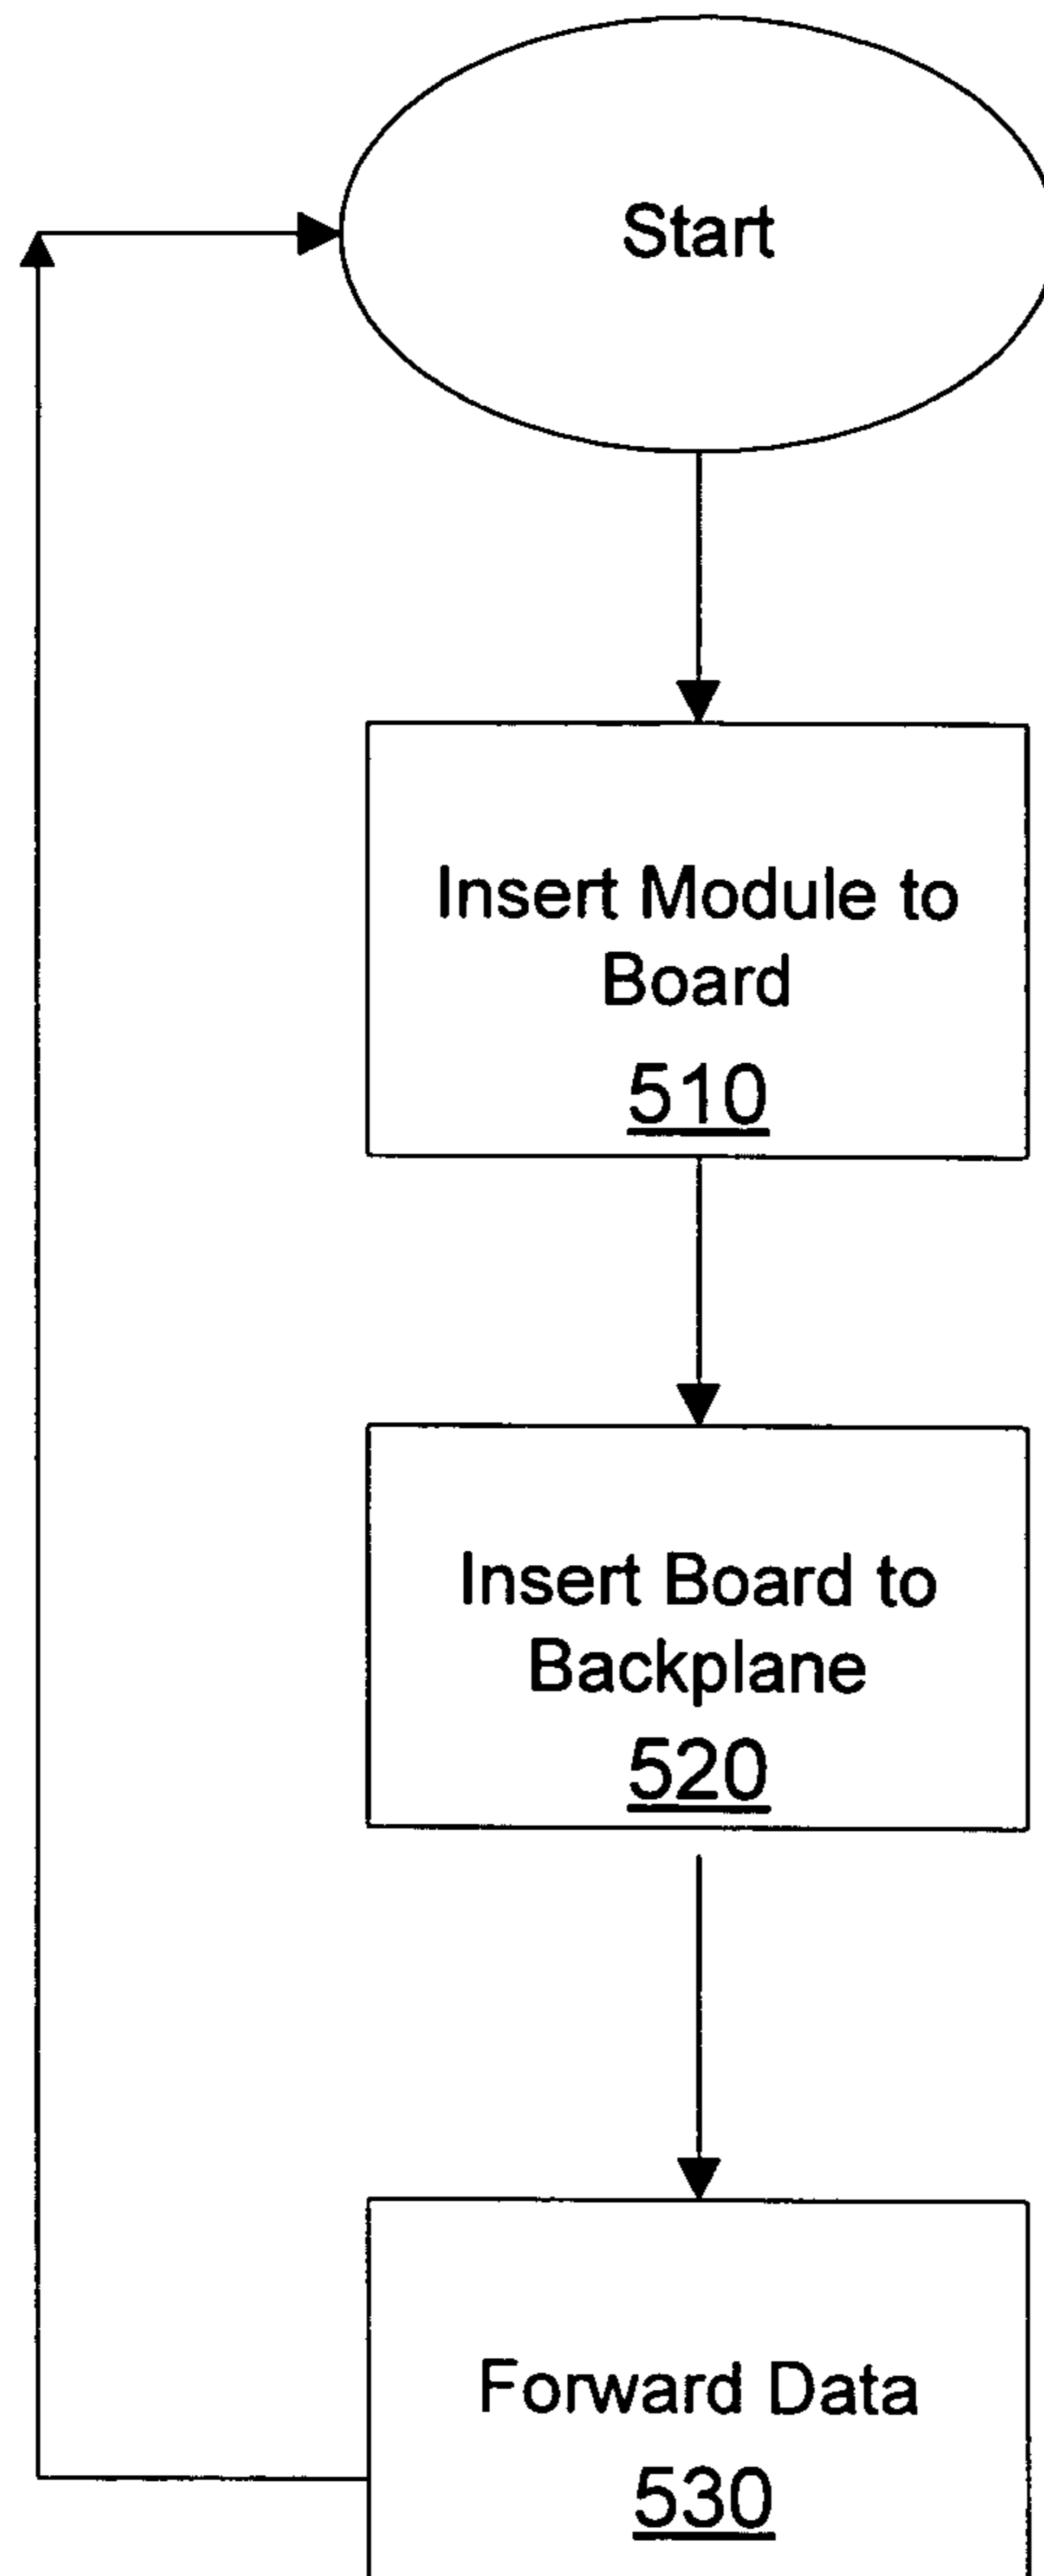 Start
Insert Module to
Board
510
Insert Board to
Backplane
520
Forward Data
530